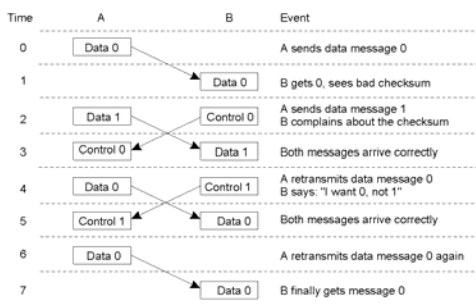 Time A B Event
0 Data 0 A sends data message 0
1 Data 0 B gets 0, sees bad checksum
A sends data message 1
2 Data 1 Control 0 B complains about the checksum
3 Control 0 Data 1 Both messages arrive correctly
A retransmits data message 0
4 Data 0 Control 1 B says: "I want 0, not 1"
5 Control 1 Data 0 Both messages arrive correctly
6 Data 0 A retransmits data message 0 again
7 Data 0 B finally gets message 0